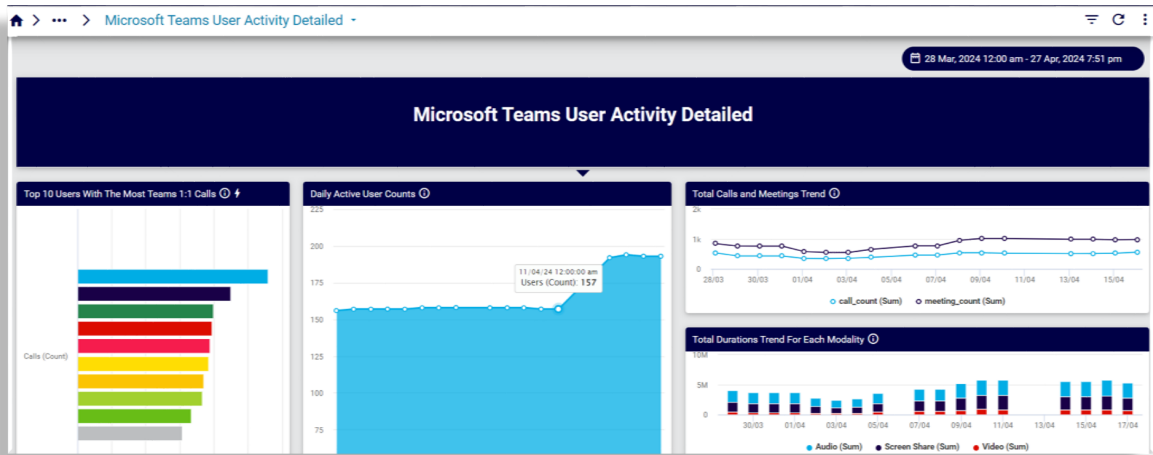 Microsoft Teams User Activity Detailed
28 Mar, 2024 12:00 am - 27 Apr, 2024 7:51 pm
Microsoft Teams User Activity Detailed
Top 10 Users With The Most Teams 1:1 Calls
Calls (Count)
Daily Active User Counts
225
200
175
150
125
100
75
11/04/24 12:00:00 am
Users (Count): 157
Total Calls and Meetings Trend
2k
1k
0
28/03 30/03 01/04 03/04 05/04 07/04 09/04 11/04 13/04 15/04
call_count (Sum) meeting_count (Sum)
Total Durations Trend For Each Modality
10M
5M
0
30/03 01/04 03/04 05/04 07/04 09/04 11/04 13/04 15/04 17/04
Audio (Sum) Screen Share (Sum) Video (Sum)